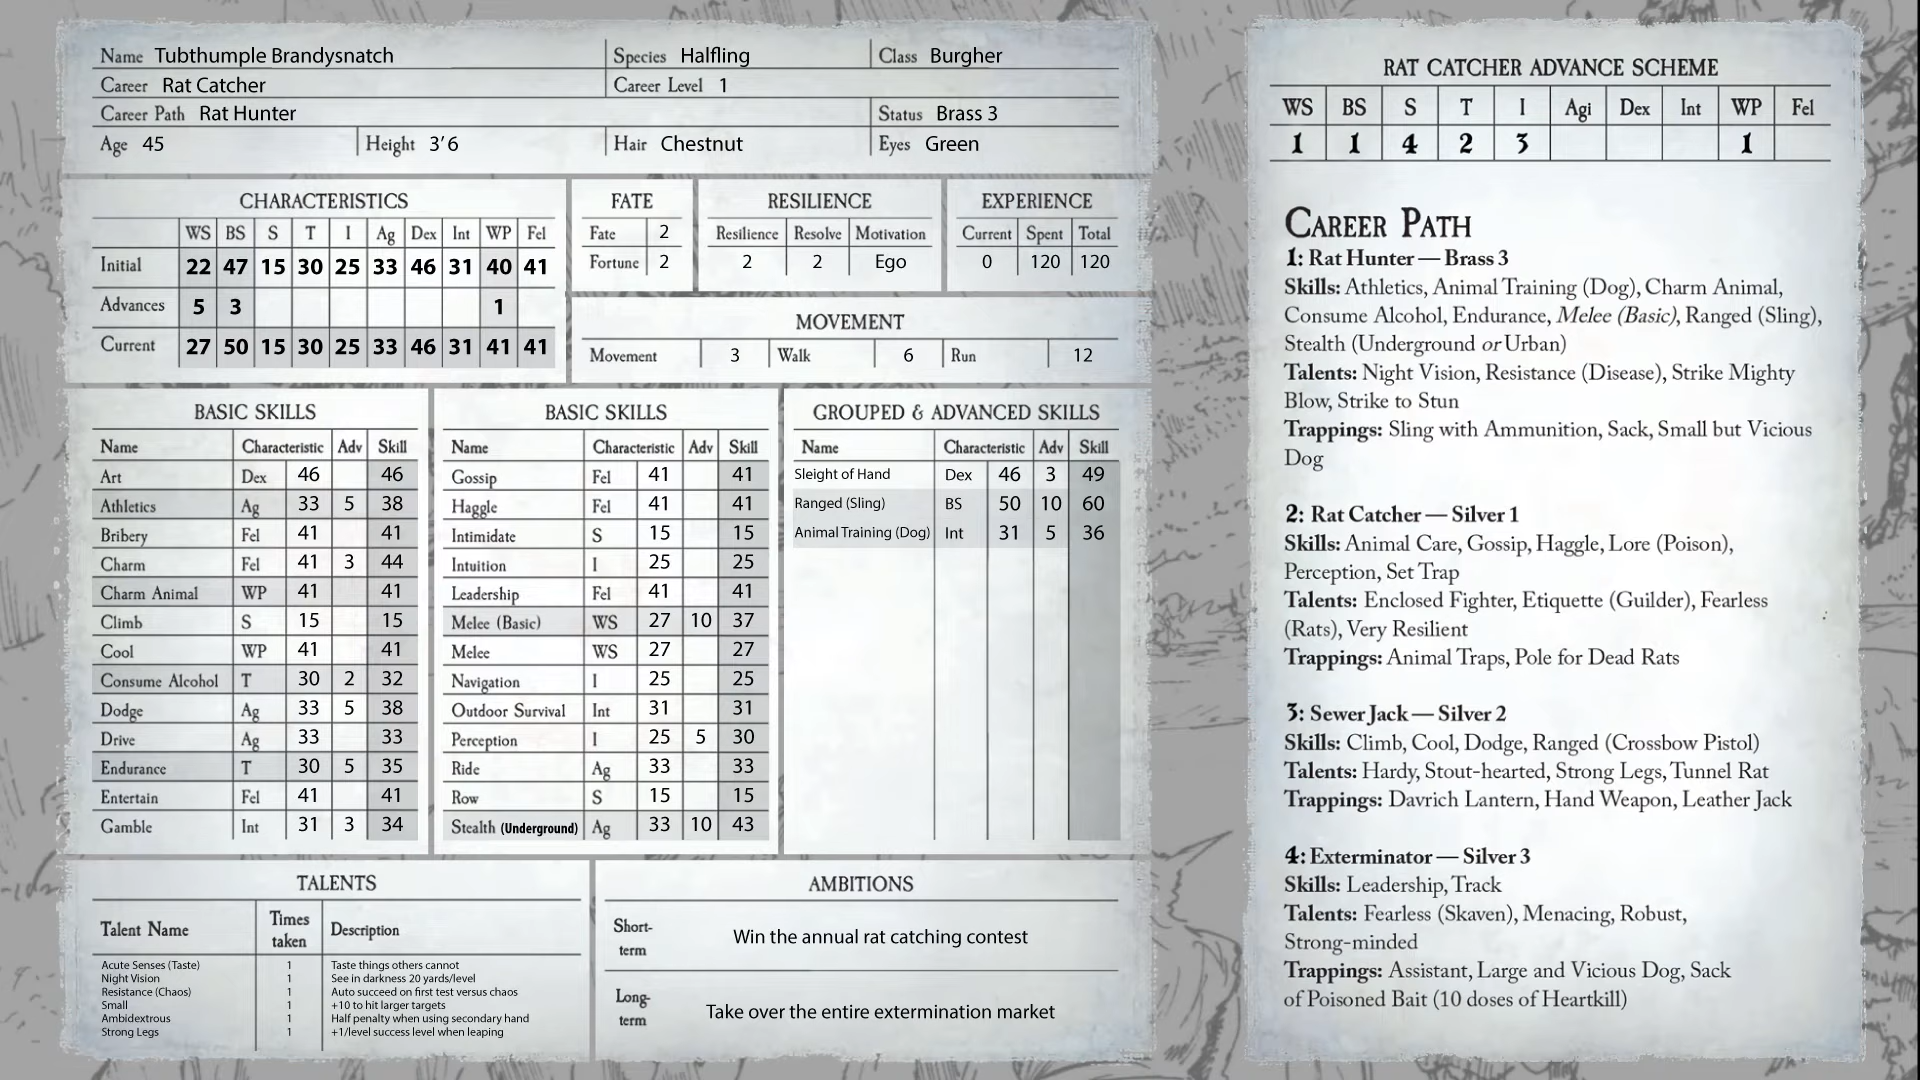 Name Tubthumple Brandysnatch Species Halfling Class Burgher
Career Rat Catcher Career Level 1
Career Path Rat Hunter Status Brass 3
Age 45 Height 3'6 Hair Chestnut Eyes Green
CHARACTERISTICS
WS BS S T I Ag Dex Int WP Fel
Initial 22 47 15 30 25 33 46 31 40 41
Advances 5 3 1
Current 27 50 15 30 25 33 46 31 41 41
FATE
Fate 2
Fortune 2
RESILIENCE
Resilience Resolve Motivation
2 2 Ego
EXPERIENCE
Current Spent Total
0 120 120
MOVEMENT
Movement 3 Walk 6 Run 12
BASIC SKILLS
Name Characteristic Adv Skill
Art Dex 46 46
Athletics Ag 33 5 38
Bribery Fel 41 41
Charm Fel 41 3 44
Charm Animal WP 41 41
Climb S 15 15
Cool WP 41 41
Consume Alcohol T 30 2 32
Dodge Ag 33 5 38
Drive Ag 33 33
Endurance T 30 5 35
Entertain Fel 41 41
Gamble Int 31 3 34
BASIC SKILLS
Name Characteristic Adv Skill
Gossip Fel 41 41
Haggle Fel 41 41
Intimidate S 15 15
Intuition I 25 25
Leadership Fel 41 41
Melee (Basic) WS 27 10 37
Melee WS 27 27
Navigation I 25 25
Outdoor Survival Int 31 31
Perception I 25 5 30
Ride Ag 33 33
Row S 15 15
Stealth (Underground) Ag 33 10 43
GROUPED & ADVANCED SKILLS
Name Characteristic Adv Skill
Sleight of Hand Dex 46 3 49
Ranged (Sling) BS 50 10 60
Animal Training (Dog) Int 31 5 36
TALENTS
Talent Name Times taken Description
Acute Senses (Taste) 1 Taste things others cannot
Night Vision 1 See in darkness 20 yards/level
Resistance (Chaos) 1 Auto succeed on first test versus chaos
Small 1 +10 to hit larger targets
Ambidextrous 1 Half penalty when using secondary hand
Strong Legs 1 +1/level success level when leaping
AMBITIONS
Short-term Win the annual rat catching contest
Long-term Take over the entire extermination market
RAT CATCHER ADVANCE SCHEME
WS BS S T I Agi Dex Int WP Fel
1 1 4 2 3 1
CAREER PATH
1: Rat Hunter — Brass 3
Skills: Athletics, Animal Training (Dog), Charm Animal,
Consume Alcohol, Endurance, Melee (Basic), Ranged (Sling),
Stealth (Underground or Urban)
Talents: Night Vision, Resistance (Disease), Strike Mighty
Blow, Strike to Stun
Trappings: Sling with Ammunition, Sack, Small but Vicious
Dog
2: Rat Catcher — Silver 1
Skills: Animal Care, Gossip, Haggle, Lore (Poison),
Perception, Set Trap
Talents: Enclosed Fighter, Etiquette (Guilder), Fearless
(Rats), Very Resilient
Trappings: Animal Traps, Pole for Dead Rats
3: Sewer Jack — Silver 2
Skills: Climb, Cool, Dodge, Ranged (Crossbow Pistol)
Talents: Hardy, Stout-hearted, Strong Legs, Tunnel Rat
Trappings: Davrich Lantern, Hand Weapon, Leather Jack
4: Exterminator — Silver 3
Skills: Leadership, Track
Talents: Fearless (Skaven), Menacing, Robust,
Strong-minded
Trappings: Assistant, Large and Vicious Dog, Sack
of Poisoned Bait (10 doses of Heartkill)